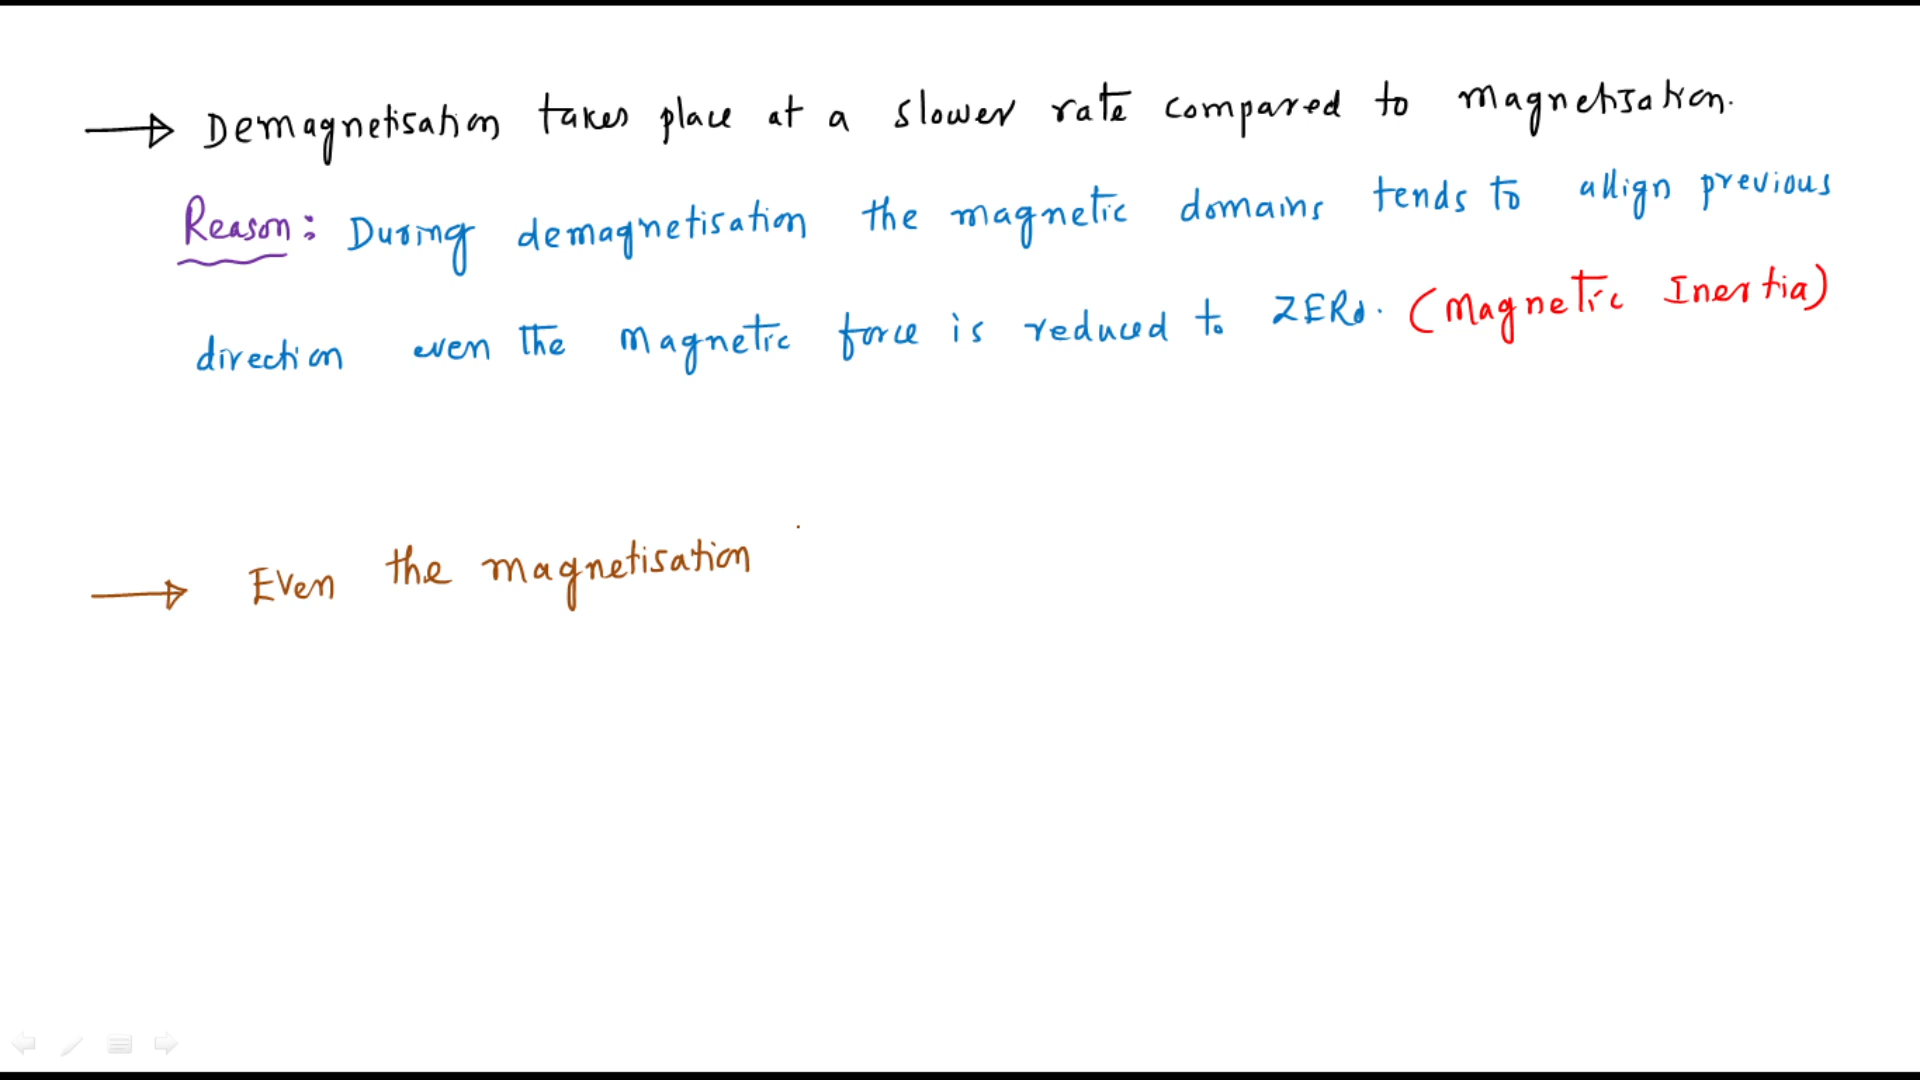 → Demagnetisation takes place at a slower rate compared to magnetisation.
Reason: During demagnetisation the magnetic domains tends to allign previous
direction even the magnetic force is reduced to ZERO. (Magnetic Inertia)
→ Even the magnetisation